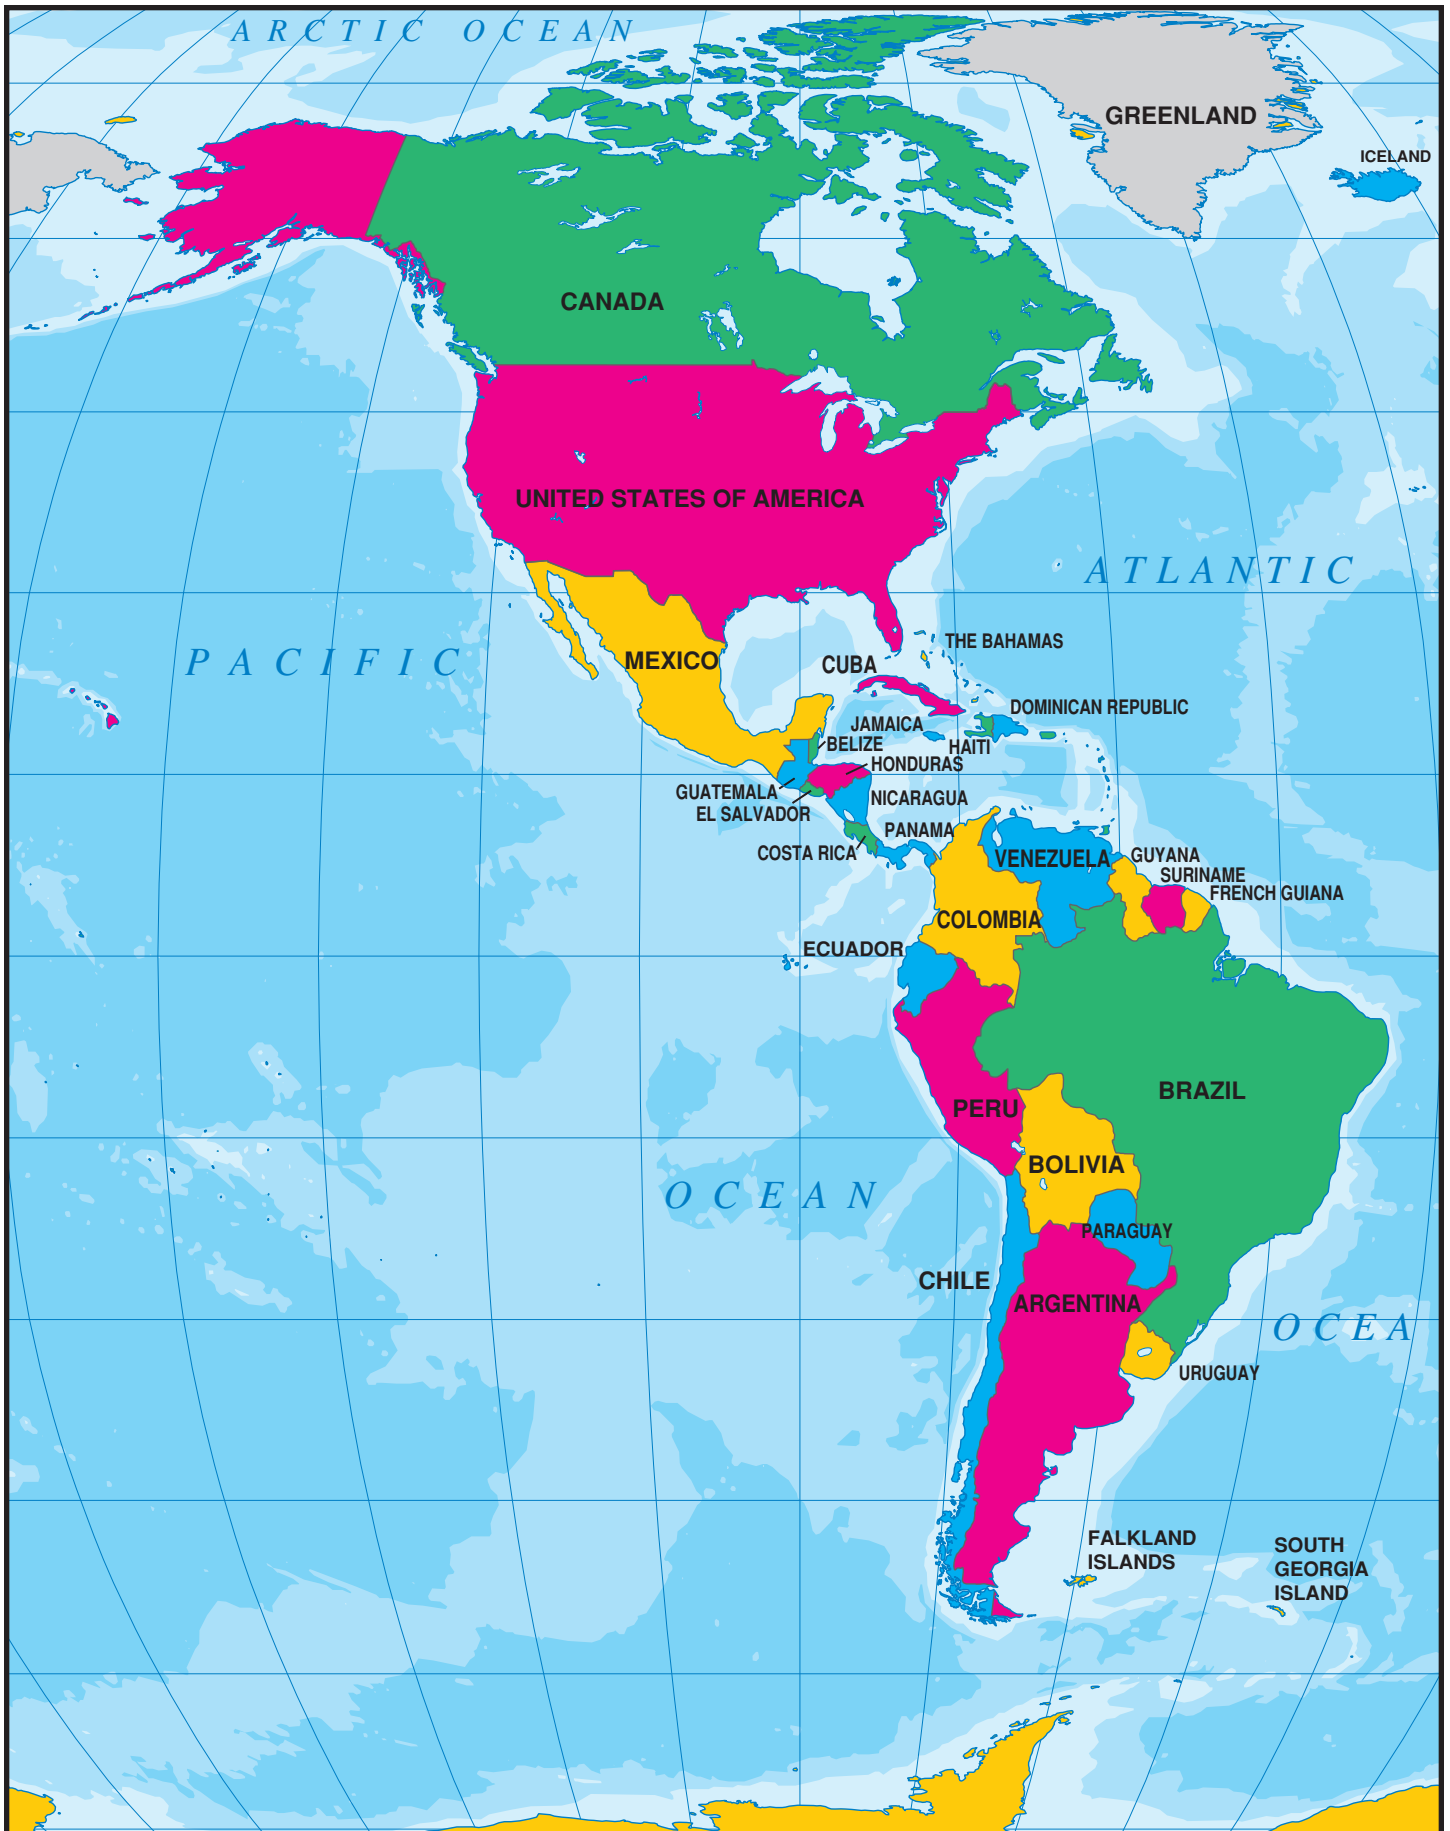 ARCTIC OCEAN
GREENLAND
ICELAND
CANADA
UNITED STATES OF AMERICA
ATLANTIC
PACIFIC
THE BAHAMAS
MEXICO
CUBA
DOMINICAN REPUBLIC
JAMAICA
BELIZE
HAITI
HONDURAS
GUATEMALA
NICARAGUA
EL SALVADOR
PANAMA
COSTA RICA
VENEZUELA
GUYANA
SURINAME
FRENCH GUIANA
COLOMBIA
ECUADOR
BRAZIL
PERU
BOLIVIA
OCEAN
PARAGUAY
CHILE
ARGENTINA
OCEA
URUGUAY
FALKLAND
ISLANDS
SOUTH
GEORGIA
ISLAND